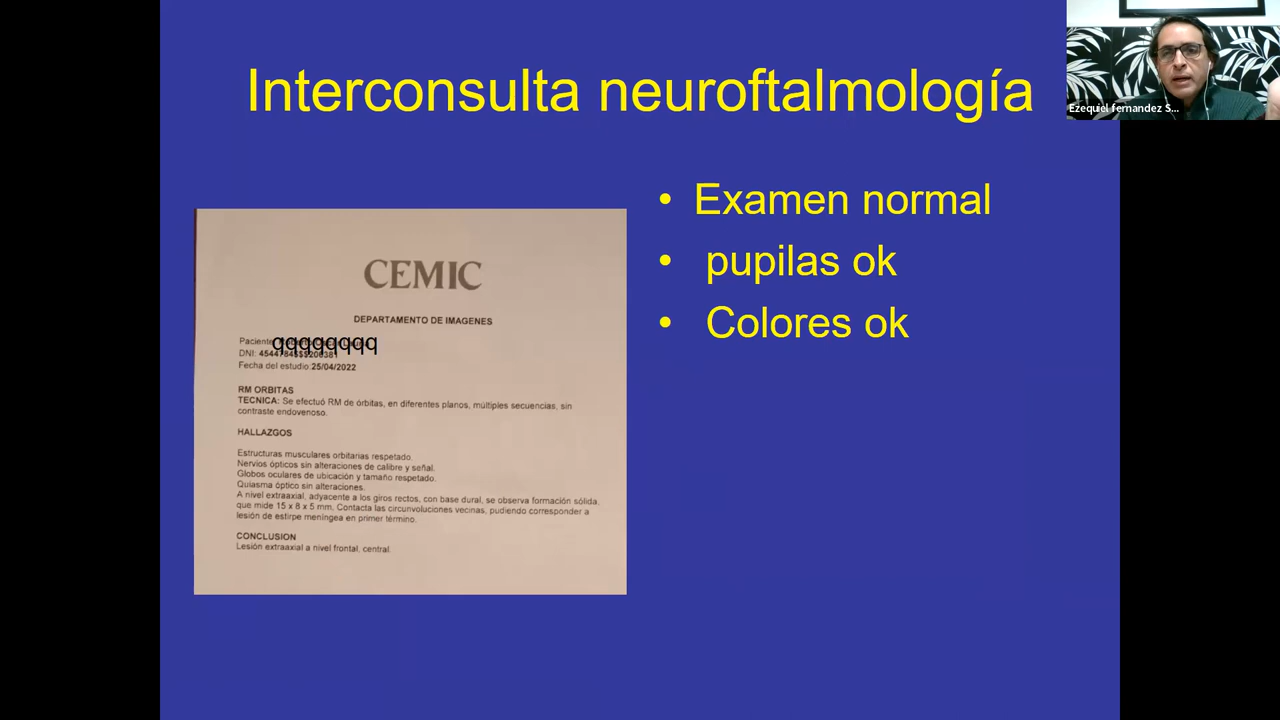 Interconsulta neuroftalmología
Ezequiel fernandez S...
• Examen normal
• pupilas ok
• Colores ok
CEMIC
DEPARTAMENTO DE IMAGENES
Paciente
qqqqqqqq
DNI:
Fecha del estudio:25/04/2022
RM ORBITAS
TECNICA: Se efectuó RM de órbitas, en diferentes planos, múltiples secuencias, sin
contraste endovenoso.
HALLAZGOS
Estructuras musculares orbitarias respetado.
Nervios ópticos sin alteraciones de calibre y señal.
Globos oculares de ubicación y tamaño respetado.
Quiasma óptico sin alteraciones.
A nivel extraaxial, adyacente a los giros rectos, con base dural, se observa formación sólida,
que mide 15 x 8 x 5 mm. Contacta las circunvoluciones vecinas, pudiendo corresponder a
lesión de estirpe meníngea en primer término.
CONCLUSION
Lesión extraaxial a nivel frontal, central.